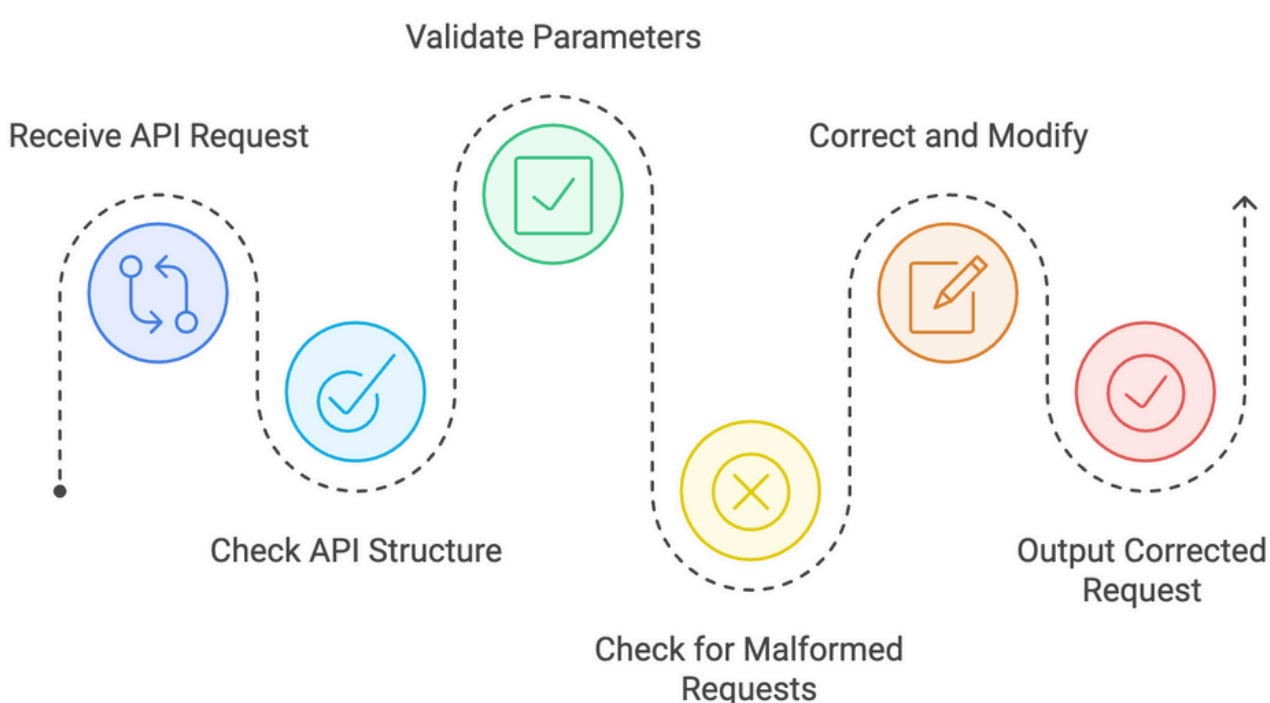 Receive API Request
Check API Structure
Validate Parameters
Check for Malformed
Requests
Correct and Modify
Output Corrected
Request